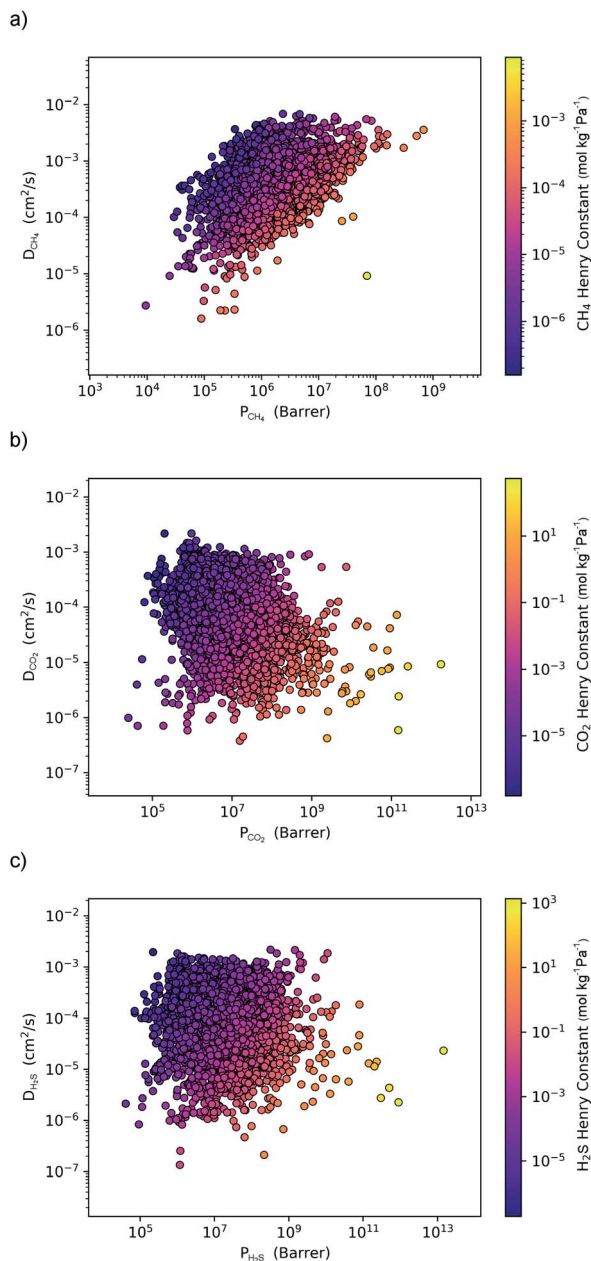 a)
10⁻²
10⁻³
10⁻⁴
10⁻⁵
10⁻⁶
D_CH₄ (cm²/s)
10³ 10⁴ 10⁵ 10⁶ 10⁷ 10⁸ 10⁹
P_CH₄ (Barrer)
10⁻³
10⁻⁴
10⁻⁵
10⁻⁶
CH₄ Henry Constant (mol kg⁻¹Pa⁻¹)
b)
10⁻²
10⁻³
10⁻⁴
10⁻⁵
10⁻⁶
10⁻⁷
D_CO₂ (cm²/s)
10⁵ 10⁷ 10⁹ 10¹¹ 10¹³
P_CO₂ (Barrer)
10¹
10⁻¹
10⁻³
10⁻⁵
CO₂ Henry Constant (mol kg⁻¹Pa⁻¹)
c)
10⁻²
10⁻³
10⁻⁴
10⁻⁵
10⁻⁶
10⁻⁷
D_H₂S (cm²/s)
10⁵ 10⁷ 10⁹ 10¹¹ 10¹³
P_H₂S (Barrer)
10³
10¹
10⁻¹
10⁻³
10⁻⁵
H₂S Henry Constant (mol kg⁻¹Pa⁻¹)